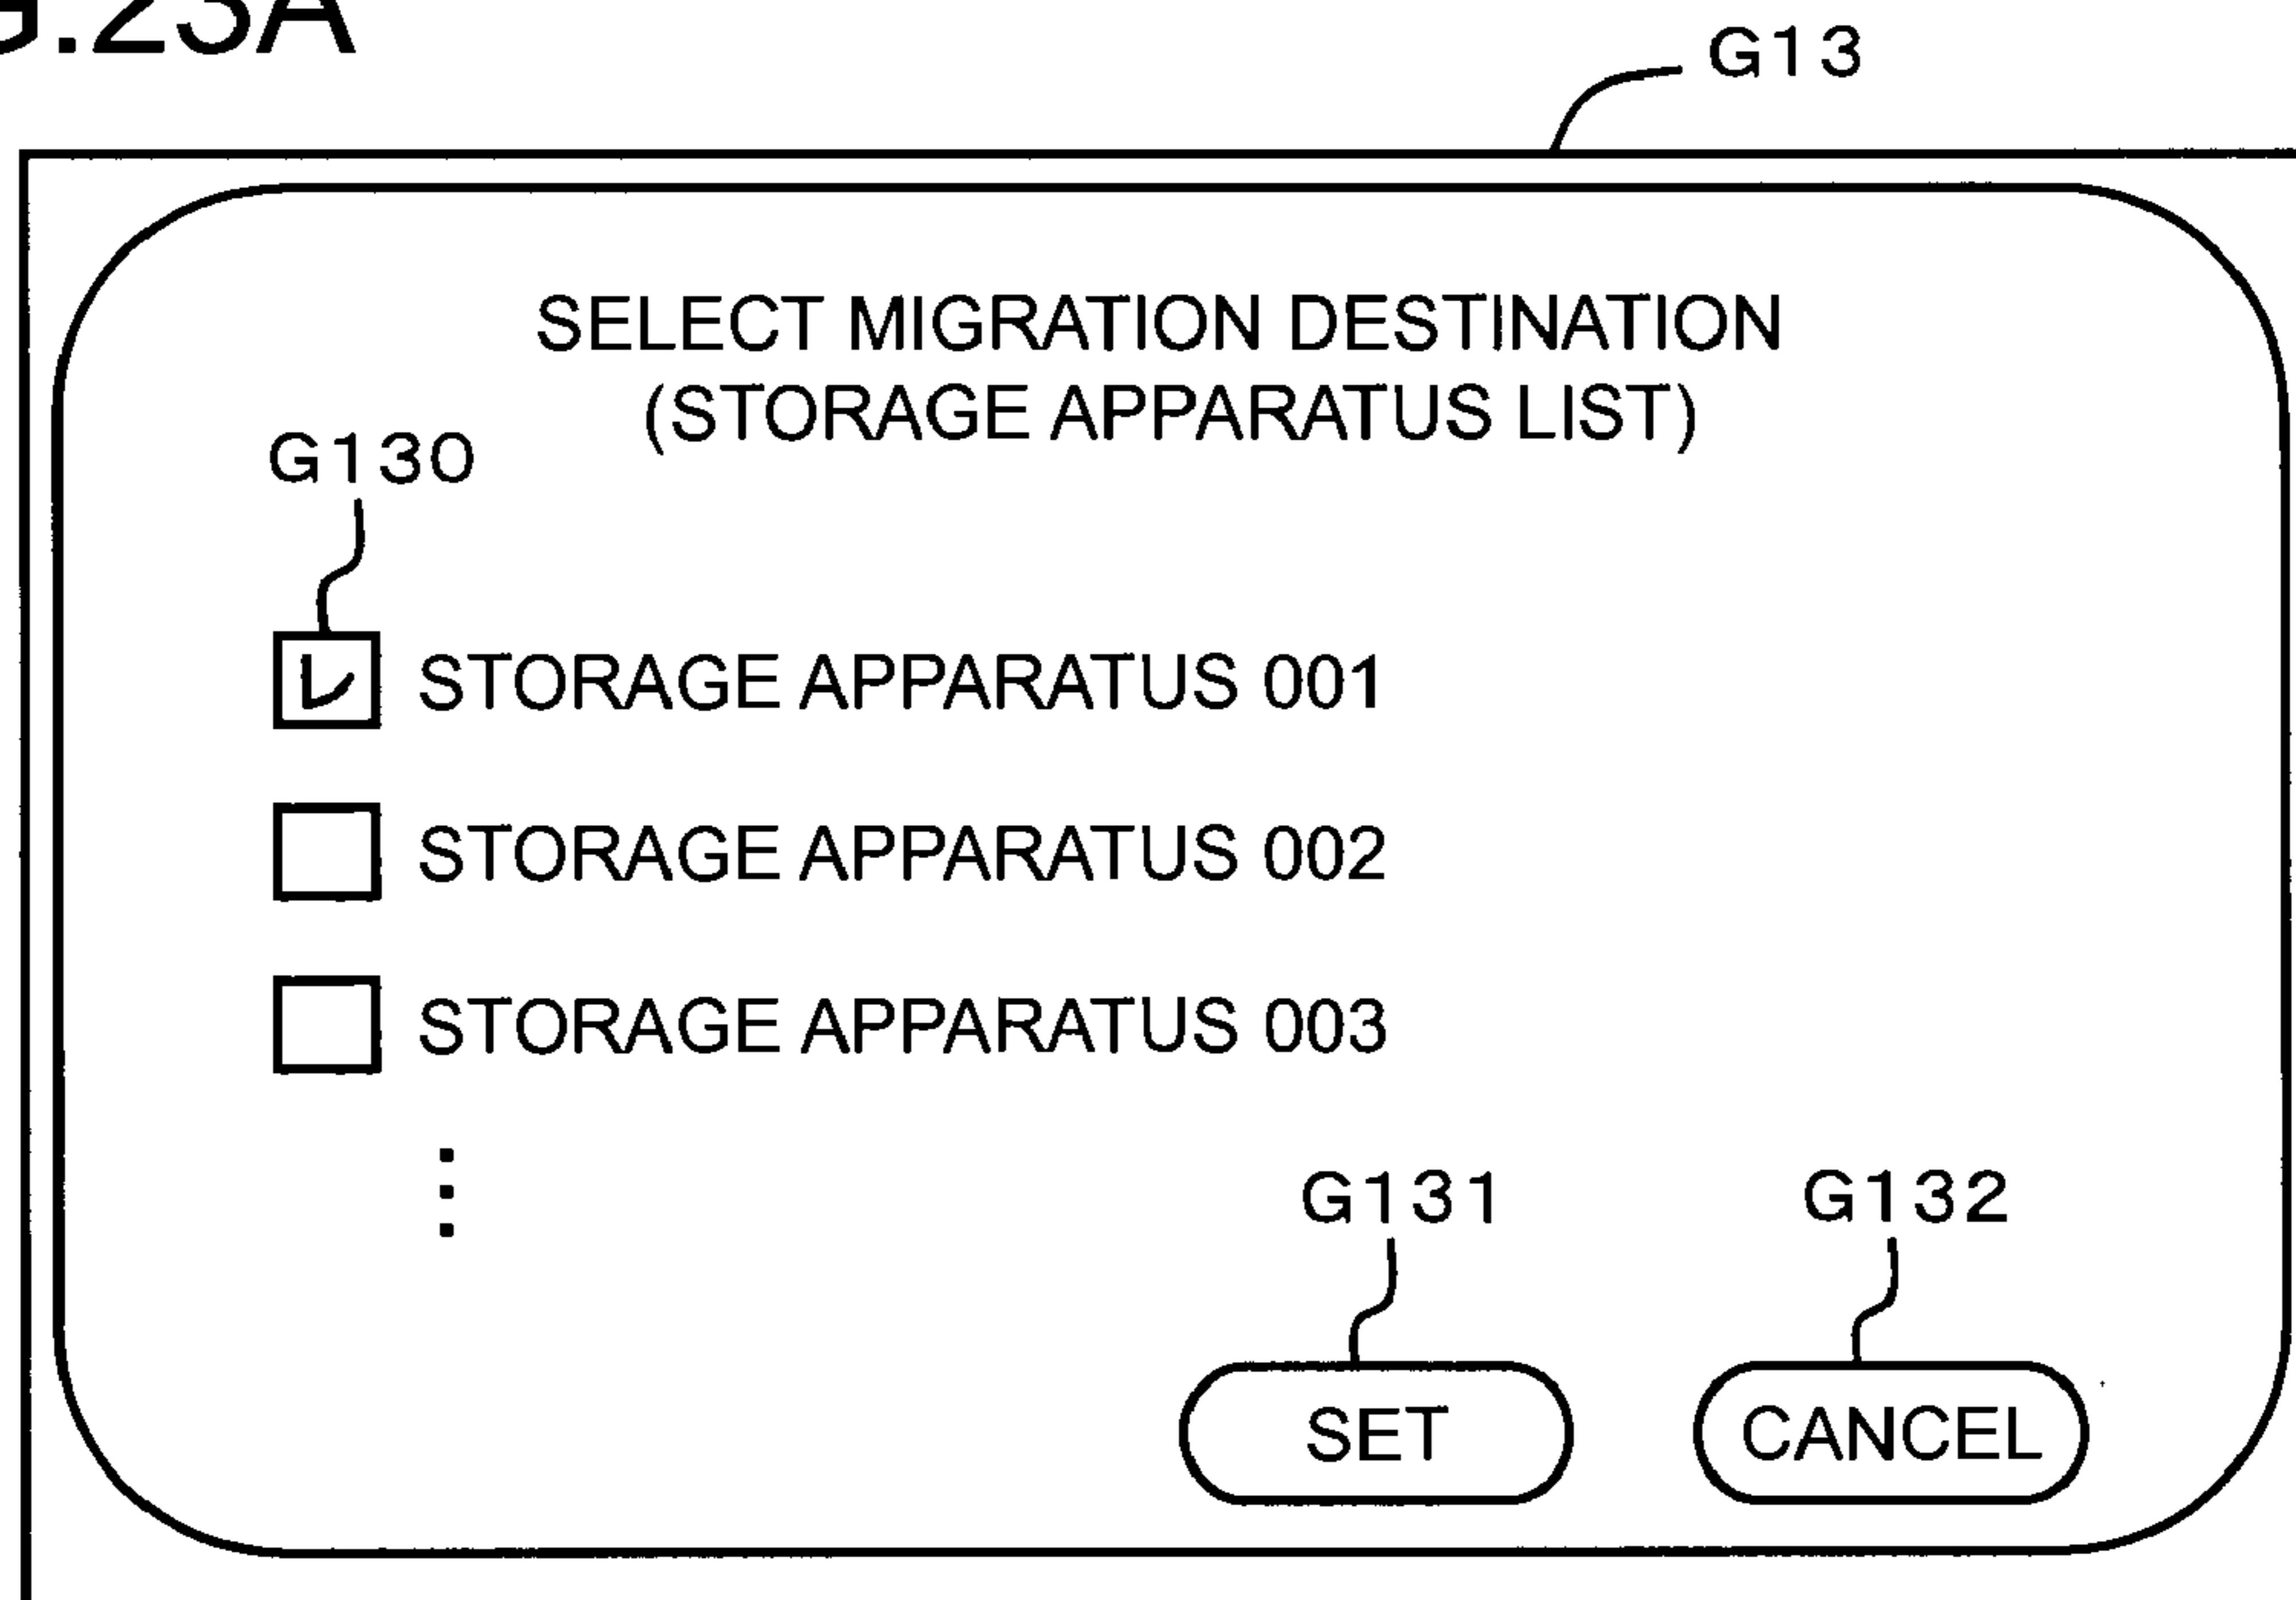 G.23A
G13
SELECT MIGRATION DESTINATION
(STORAGE APPARATUS LIST)
G130
STORAGE APPARATUS 001
STORAGE APPARATUS 002
STORAGE APPARATUS 003
G131
G132
SET
CANCEL